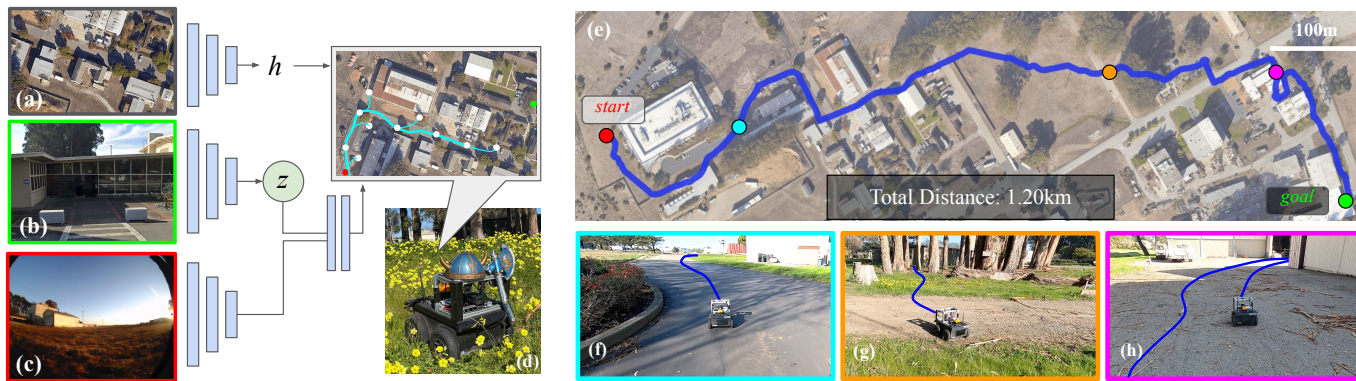 (a)
h
(b)
z
(c)
(d)
(e)
100m
start
Total Distance: 1.20km
goal
(f)
(g)
(h)